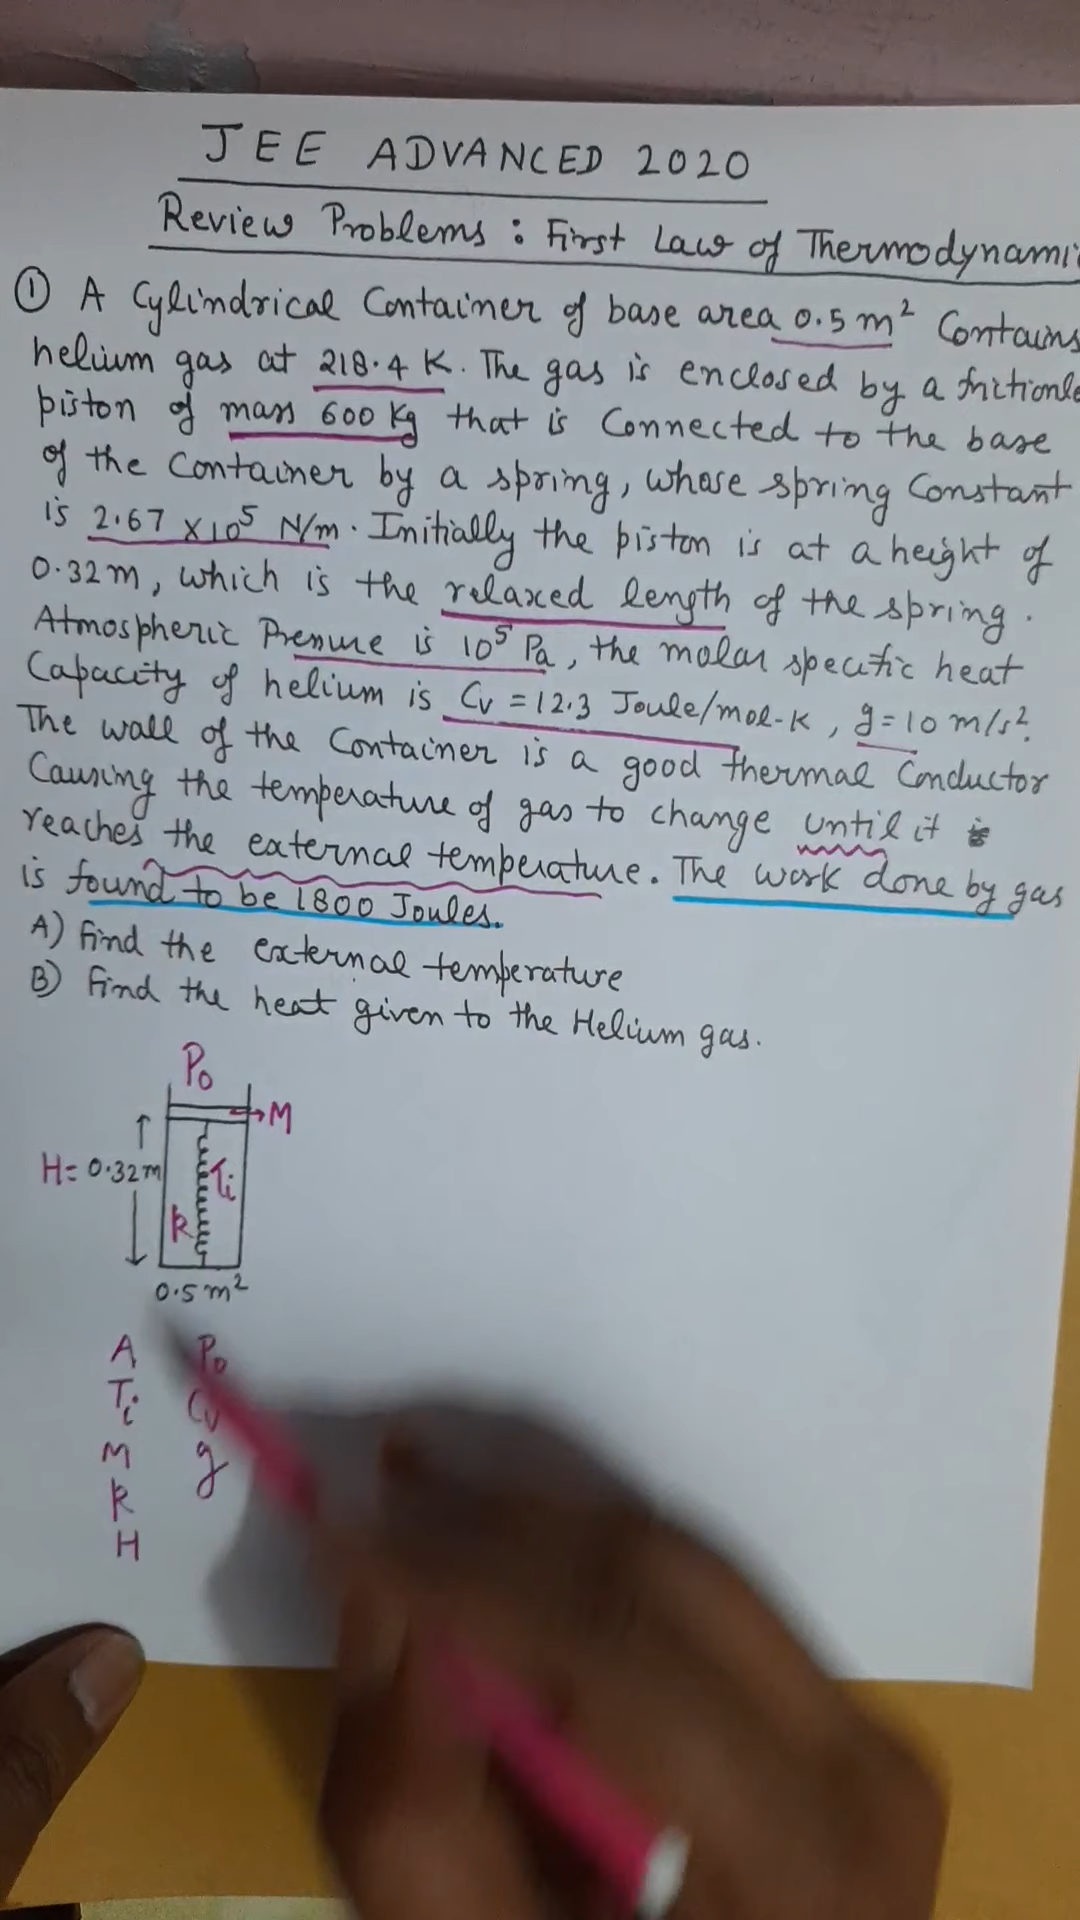 JEE ADVANCED 2020
Review Problems : First Law of Thermodynami
① A Cylindrical Container of base area 0.5 m² Contains
helium gas at 218.4 K. The gas is enclosed by a frictionle
piston of mass 600 Kg that is Connected to the base
of the Container by a spring, whose spring Constant
is 2.67 ×10⁵ N/m. Initially the piston is at a height of
0.32m, which is the relaxed length of the spring.
Atmospheric Pressure is 10⁵ Pa, the molar specific heat
Capacity of helium is Cv = 12.3 Joule/mol-K, g = 10 m/s².
The wall of the Container is a good thermal Conductor
Causing the temperature of gas to change until it
reaches the external temperature. The work done by gas
is found to be 1800 Joules.
A) find the external temperature
B) Find the heat given to the Helium gas.
P₀
→M
H= 0.32m
Ti
k
0.5 m²
A P₀
Ti Cv
M g
k
H